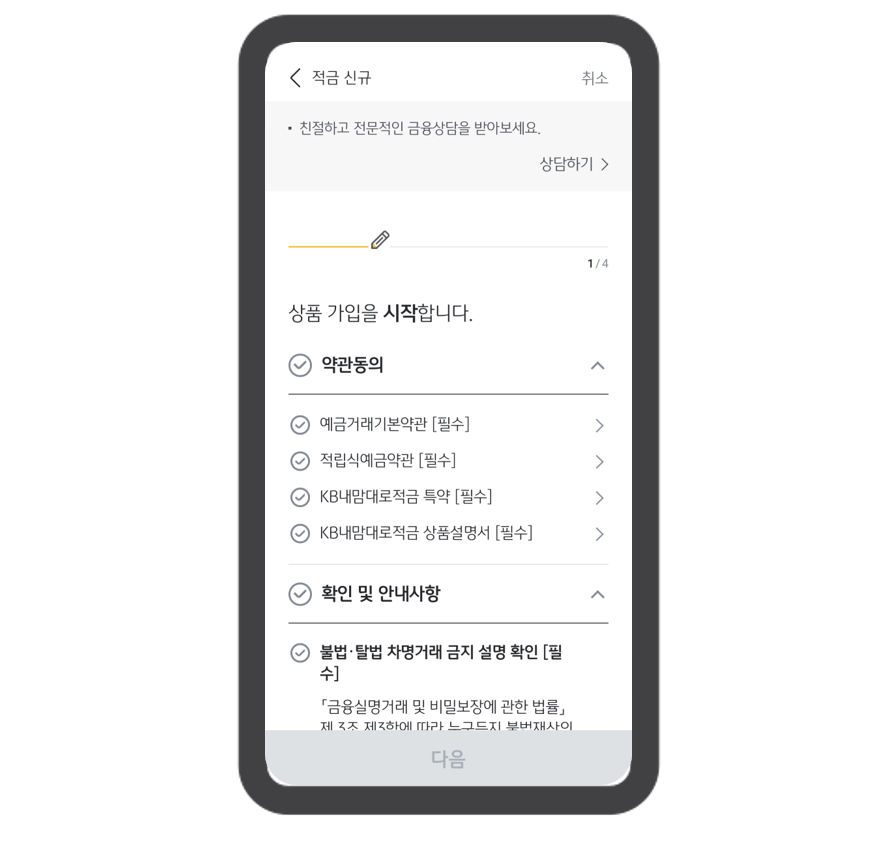 적금 신규
취소
• 친절하고 전문적인 금융상담을 받아보세요.
상담하기
1/4
상품 가입을 시작합니다.
약관동의
예금거래기본약관 [필수]
적립식예금약관 [필수]
KB내맘대로적금 특약 [필수]
KB내맘대로적금 상품설명서 [필수]
확인 및 안내사항
불법·탈법 차명거래 금지 설명 확인 [필
수]
「금융실명거래 및 비밀보장에 관한 법률」
제 3조 제3항에 따라 누구든지 불법재산의
다음